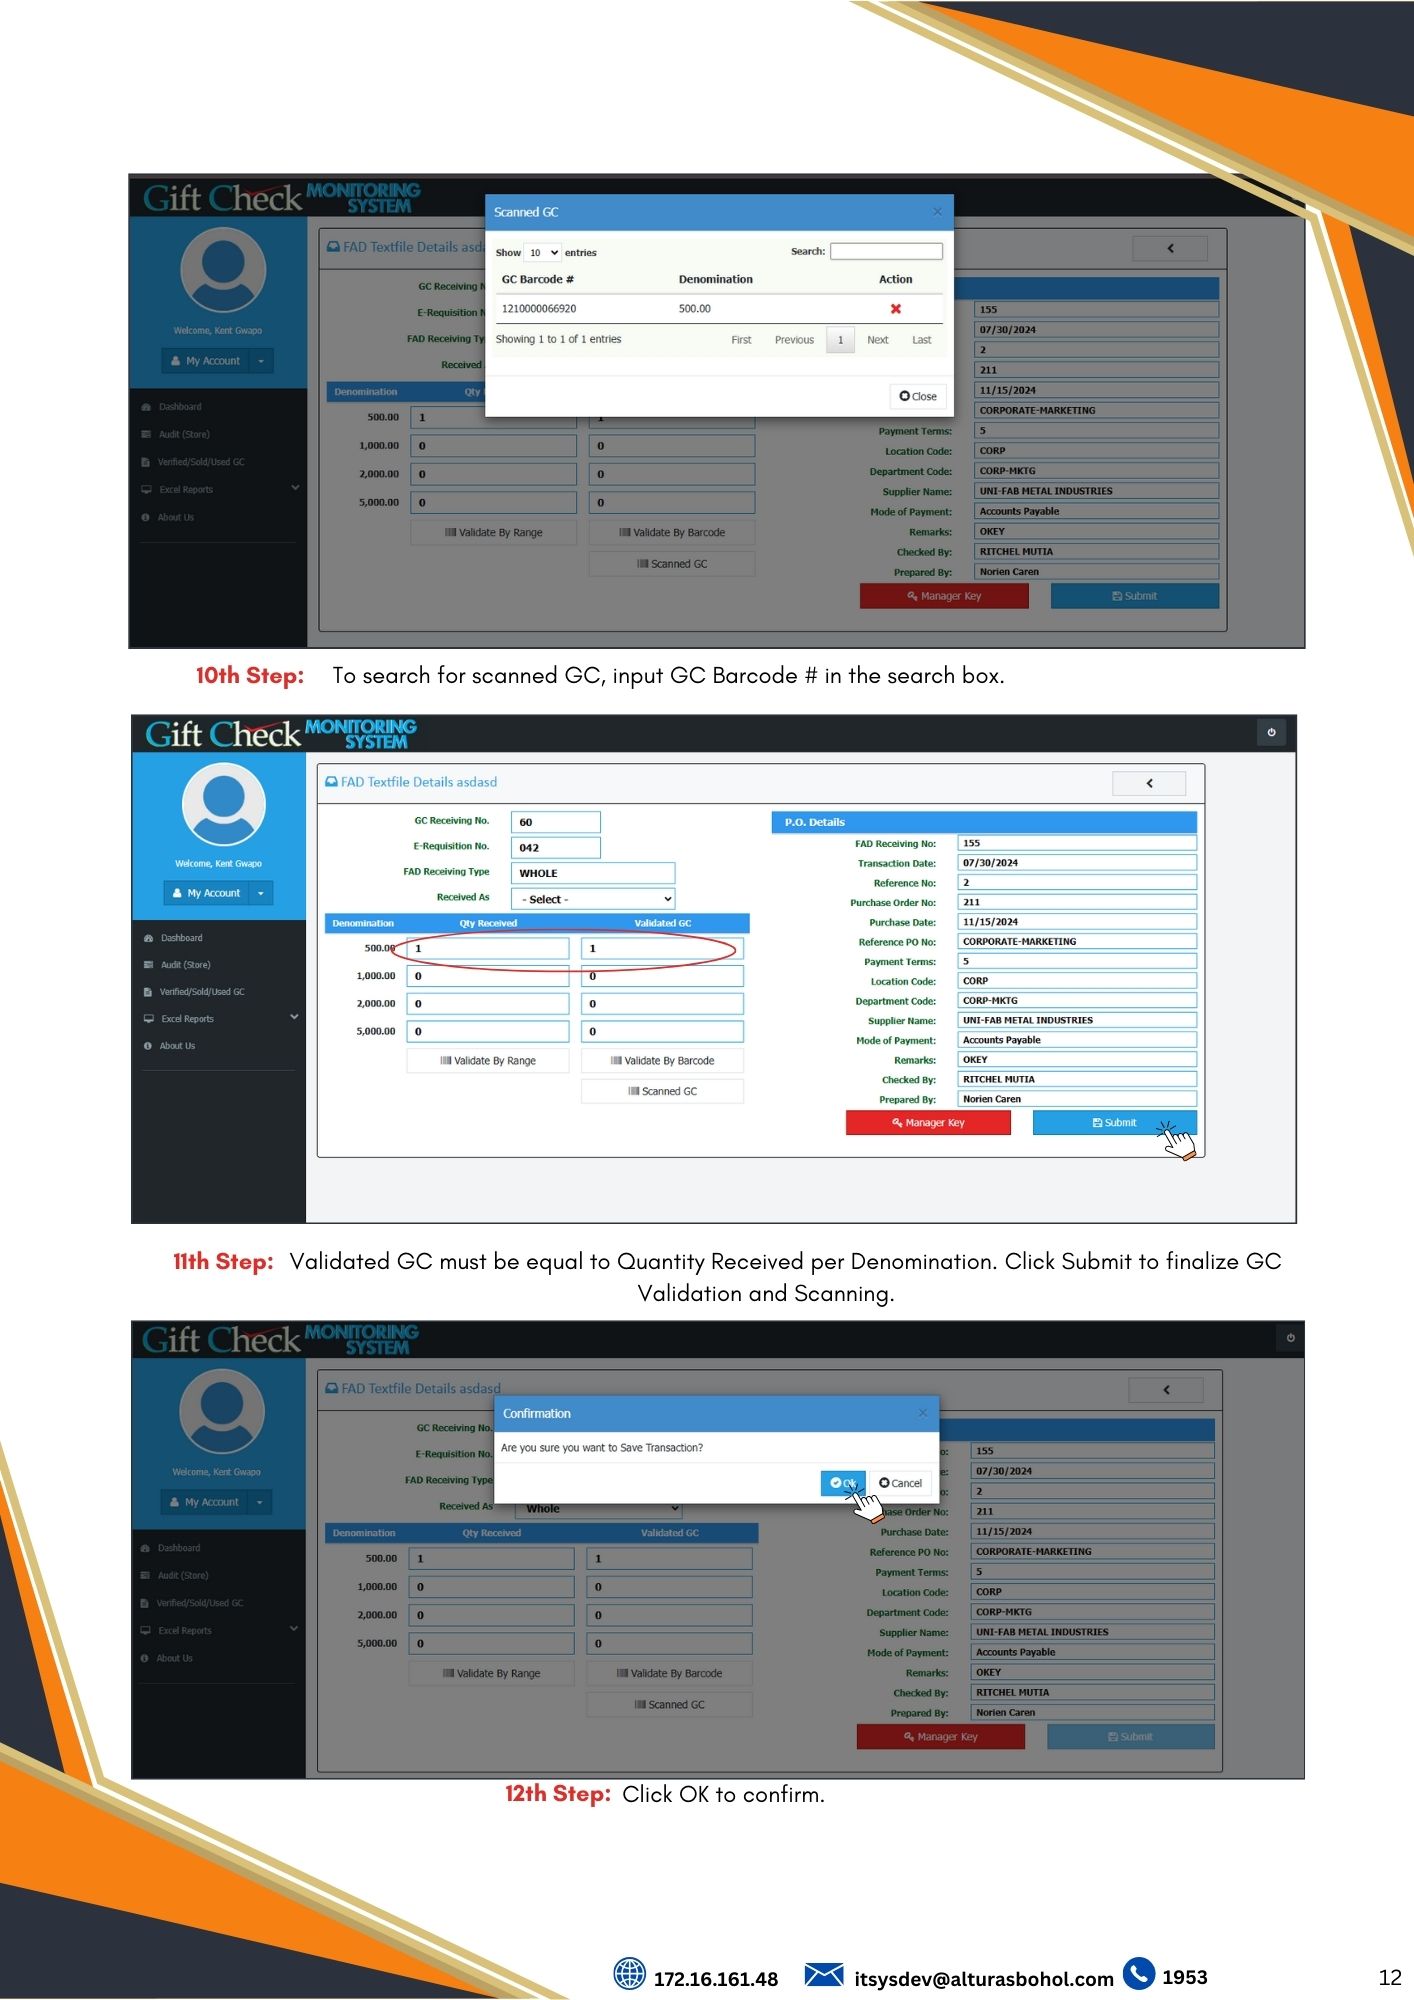 Gift Check MONITORING SYSTEM
Scanned GC ×
Show 10 entries Search:
GC Barcode # Denomination Action
1210000066920 500.00
Showing 1 to 1 of 1 entries First Previous 1 Next Last
Close
Welcome, Kent Gwapo
My Account
Dashboard
Audit (Store)
Verified/Sold/Used GC
Excel Reports
About Us
FAD Textfile Details asda
GC Receiving N
E-Requisition N
FAD Receiving Ty
Received
Denomination Qty
500.00 1 1
1,000.00 0 0
2,000.00 0 0
5,000.00 0 0
Validate By Range Validate By Barcode
Scanned GC
155
07/30/2024
2
211
11/15/2024
CORPORATE-MARKETING
Payment Terms: 5
Location Code: CORP
Department Code: CORP-MKTG
Supplier Name: UNI-FAB METAL INDUSTRIES
Mode of Payment: Accounts Payable
Remarks: OKEY
Checked By: RITCHEL MUTIA
Prepared By: Norien Caren
Manager Key Submit
10th Step: To search for scanned GC, input GC Barcode # in the search box.
Gift Check MONITORING SYSTEM
Welcome, Kent Gwapo
My Account
Dashboard
Audit (Store)
Verified/Sold/Used GC
Excel Reports
About Us
FAD Textfile Details asdasd
GC Receiving No. 60
E-Requisition No. 042
FAD Receiving Type WHOLE
Received As - Select -
Denomination Qty Received Validated GC
500.00 1 1
1,000.00 0 0
2,000.00 0 0
5,000.00 0 0
Validate By Range Validate By Barcode
Scanned GC
P.O. Details
FAD Receiving No: 155
Transaction Date: 07/30/2024
Reference No: 2
Purchase Order No: 211
Purchase Date: 11/15/2024
Reference PO No: CORPORATE-MARKETING
Payment Terms: 5
Location Code: CORP
Department Code: CORP-MKTG
Supplier Name: UNI-FAB METAL INDUSTRIES
Mode of Payment: Accounts Payable
Remarks: OKEY
Checked By: RITCHEL MUTIA
Prepared By: Norien Caren
Manager Key Submit
11th Step: Validated GC must be equal to Quantity Received per Denomination. Click Submit to finalize GC
Validation and Scanning.
Gift Check MONITORING SYSTEM
Welcome, Kent Gwapo
My Account
Dashboard
Audit (Store)
Verified/Sold/Used GC
Excel Reports
About Us
FAD Textfile Details asdasd
Confirmation ×
Are you sure you want to Save Transaction?
Ok Cancel
GC Receiving No.
E-Requisition No.
FAD Receiving Type
Received As Whole
Denomination Qty Received Validated GC
500.00 1 1
1,000.00 0 0
2,000.00 0 0
5,000.00 0 0
Validate By Range Validate By Barcode
Scanned GC
o: 155
e: 07/30/2024
o: 2
hase Order No: 211
Purchase Date: 11/15/2024
Reference PO No: CORPORATE-MARKETING
Payment Terms: 5
Location Code: CORP
Department Code: CORP-MKTG
Supplier Name: UNI-FAB METAL INDUSTRIES
Mode of Payment: Accounts Payable
Remarks: OKEY
Checked By: RITCHEL MUTIA
Prepared By: Norien Caren
Manager Key Submit
12th Step: Click OK to confirm.
172.16.161.48 itsysdev@alturasbohol.com 1953
12